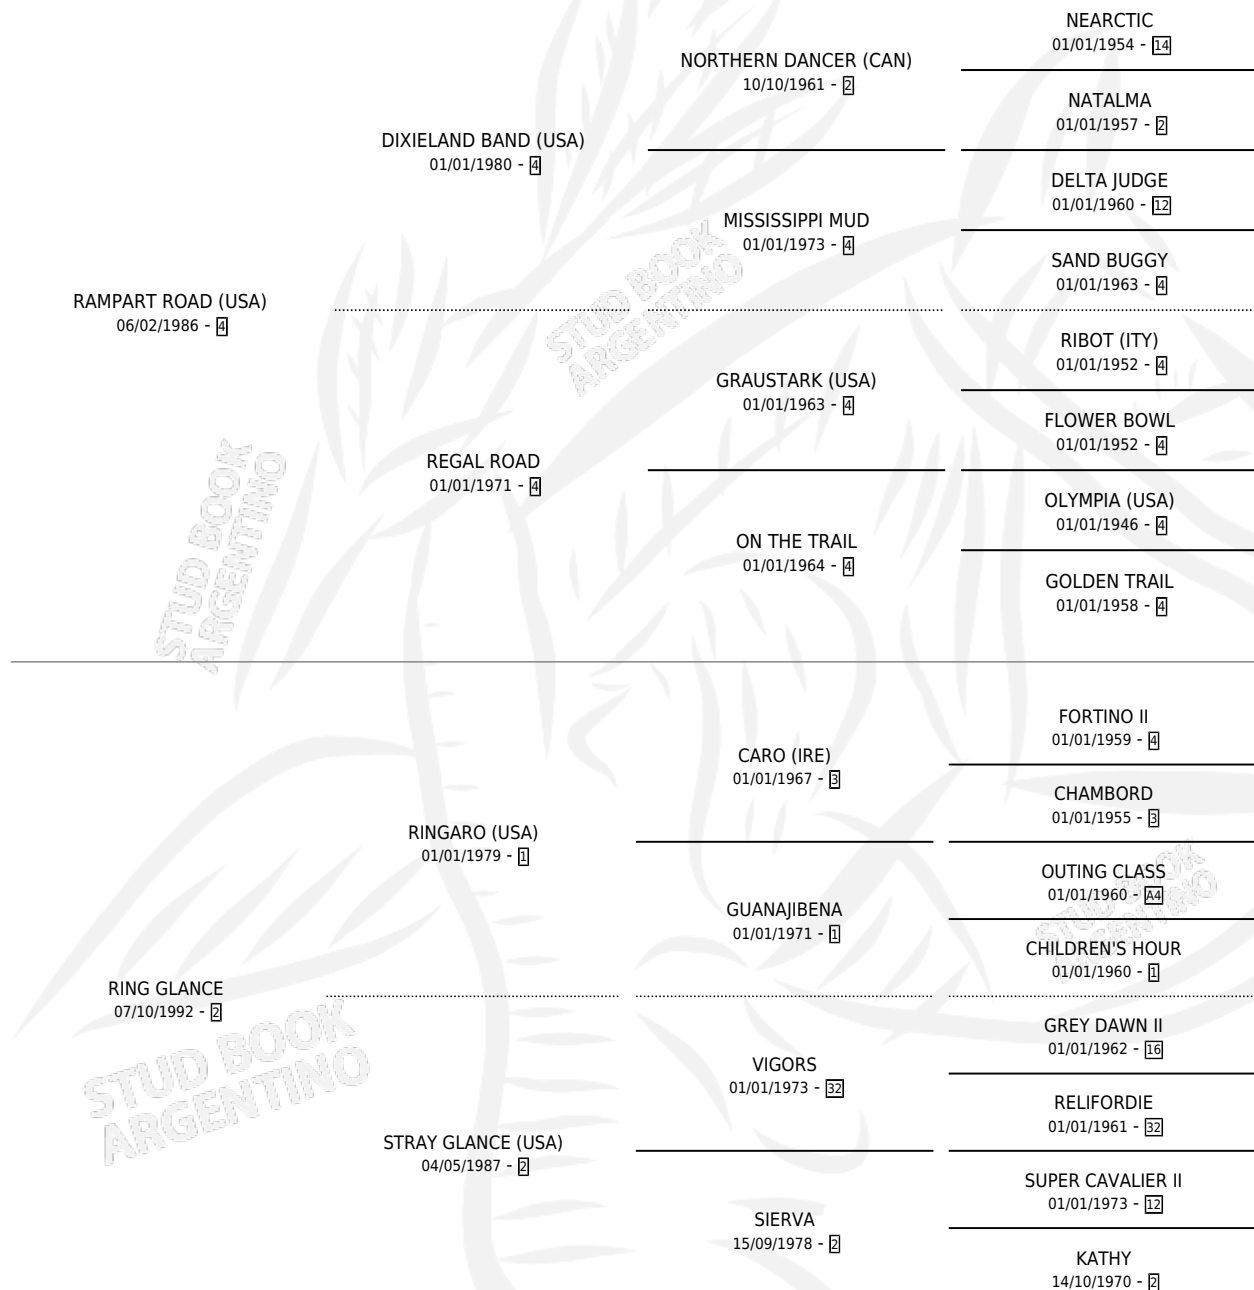 NEARCTIC
01/01/1954 - 14
NORTHERN DANCER (CAN)
10/10/1961 - 2
NATALMA
01/01/1957 - 2
DIXIELAND BAND (USA)
01/01/1980 - 4
DELTA JUDGE
01/01/1960 - 12
MISSISSIPPI MUD
01/01/1973 - 4
SAND BUGGY
01/01/1963 - 4
RAMPART ROAD (USA)
06/02/1986 - 4
RIBOT (ITY)
01/01/1952 - 4
GRAUSTARK (USA)
01/01/1963 - 4
FLOWER BOWL
01/01/1952 - 4
REGAL ROAD
01/01/1971 - 4
OLYMPIA (USA)
01/01/1946 - 4
ON THE TRAIL
01/01/1964 - 4
GOLDEN TRAIL
01/01/1958 - 4
FORTINO II
01/01/1959 - 4
CARO (IRE)
01/01/1967 - 3
CHAMBORD
01/01/1955 - 3
RINGARO (USA)
01/01/1979 - 1
OUTING CLASS
01/01/1960 - A4
GUANAJIBENA
01/01/1971 - 1
CHILDREN'S HOUR
01/01/1960 - 1
RING GLANCE
07/10/1992 - 2
GREY DAWN II
01/01/1962 - 16
VIGORS
01/01/1973 - 32
RELIFORDIE
01/01/1961 - 32
STRAY GLANCE (USA)
04/05/1987 - 2
SUPER CAVALIER II
01/01/1973 - 12
SIERVA
15/09/1978 - 2
KATHY
14/10/1970 - 2
STUD BOOK
ARGENTINO
STUD BOOK
ARGENTINO
STUD BOOK
ARGENTINO
STUD BOOK
ARGENTINO